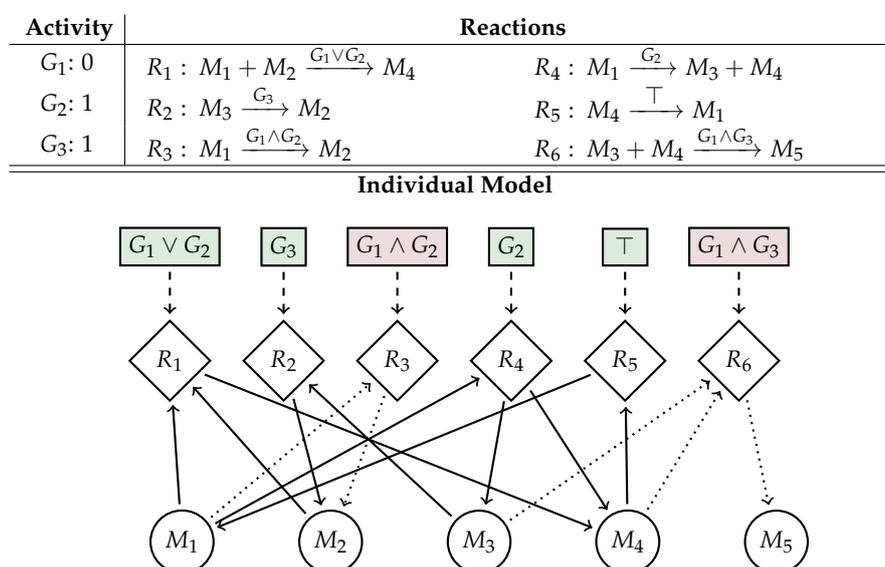 Activity Reactions
G₁: 0 R₁ : M₁ + M₂ —G₁∨G₂→ M₄ R₄ : M₁ —G₂→ M₃ + M₄
G₂: 1 R₂ : M₃ —G₃→ M₂ R₅ : M₄ —⊤→ M₁
G₃: 1 R₃ : M₁ —G₁∧G₂→ M₂ R₆ : M₃ + M₄ —G₁∧G₃→ M₅
Individual Model
G₁ ∨ G₂ G₃ G₁ ∧ G₂ G₂ ⊤ G₁ ∧ G₃
R₁ R₂ R₃ R₄ R₅ R₆
M₁ M₂ M₃ M₄ M₅